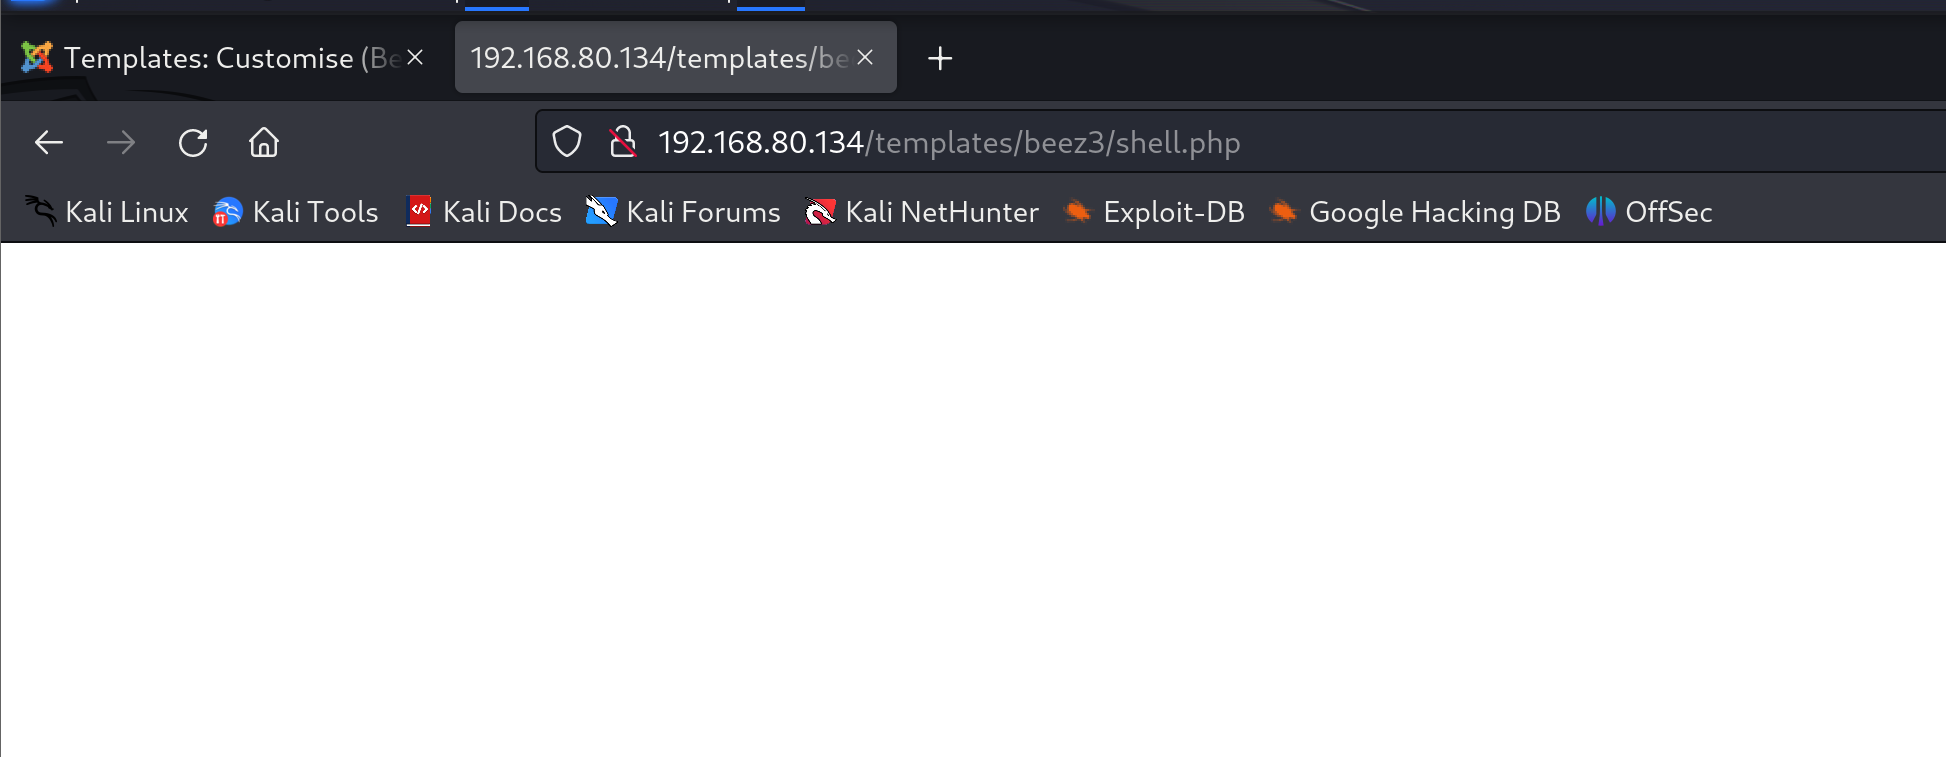 Templates: Customise (Be
192.168.80.134/templates/be
192.168.80.134/templates/beez3/shell.php
Kali Linux Kali Tools Kali Docs Kali Forums Kali NetHunter Exploit-DB Google Hacking DB OffSec